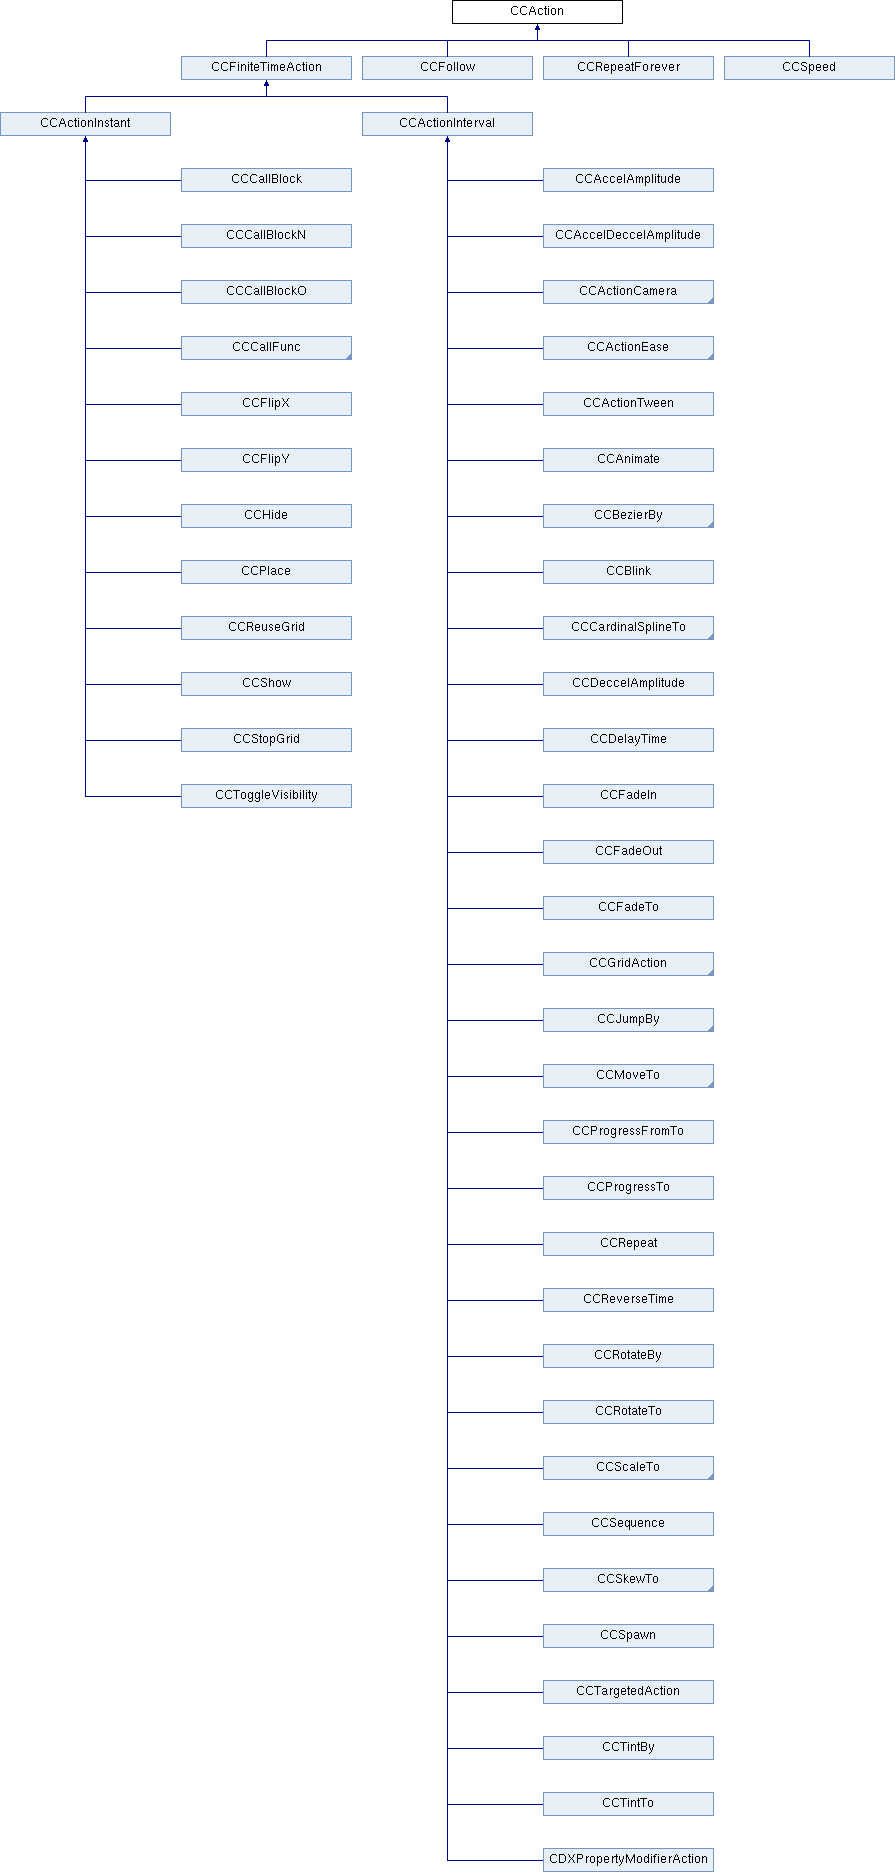 CCAction
CCFiniteTimeAction
CCFollow
CCRepeatForever
CCSpeed
CCActionInstant
CCActionInterval
CCCallBlock
CCAccelAmplitude
CCCallBlockN
CCAccelDeccelAmplitude
CCCallBlockO
CCActionCamera
CCCallFunc
CCActionEase
CCFlipX
CCActionTween
CCFlipY
CCAnimate
CCHide
CCBezierBy
CCPlace
CCBlink
CCReuseGrid
CCCardinalSplineTo
CCShow
CCDeccelAmplitude
CCStopGrid
CCDelayTime
CCToggleVisibility
CCFadeIn
CCFadeOut
CCFadeTo
CCGridAction
CCJumpBy
CCMoveTo
CCProgressFromTo
CCProgressTo
CCRepeat
CCReverseTime
CCRotateBy
CCRotateTo
CCScaleTo
CCSequence
CCSkewTo
CCSpawn
CCTargetedAction
CCTintBy
CCTintTo
CDXPropertyModifierAction